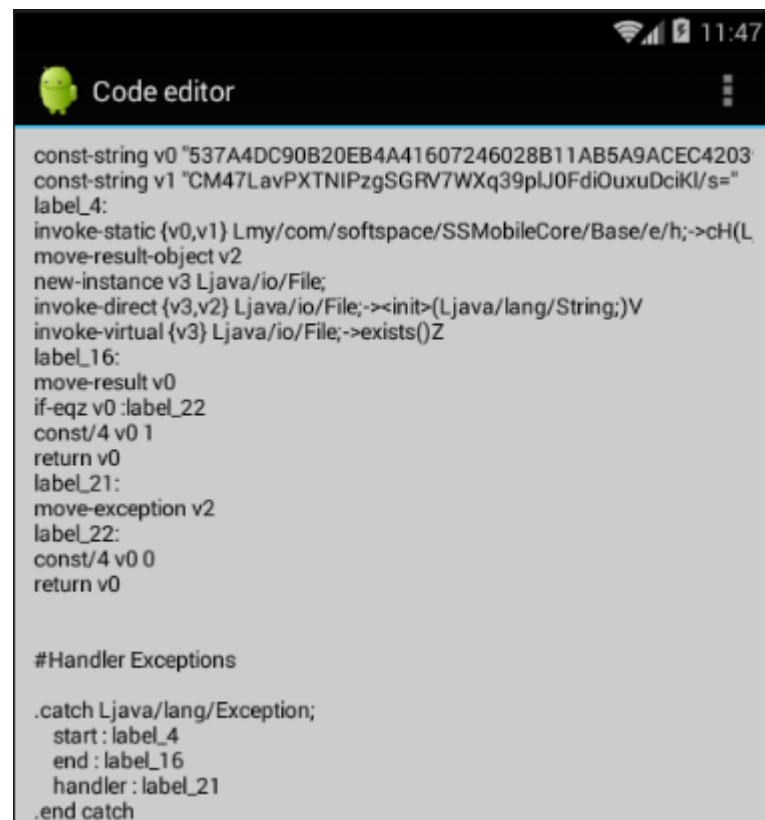 11:47
Code editor
const-string v0 "537A4DC90B20EB4A41607246028B11AB5A9ACEC4203
const-string v1 "CM47LavPXTNIPzgSGRV7WXq39plJ0FdiOuxuDciKl/s="
label_4:
invoke-static {v0,v1} Lmy/com/softspace/SSMobileCore/Base/e/h;->cH(L
move-result-object v2
new-instance v3 Ljava/io/File;
invoke-direct {v3,v2} Ljava/io/File;-><init>(Ljava/lang/String;)V
invoke-virtual {v3} Ljava/io/File;->exists()Z
label_16:
move-result v0
if-eqz v0 :label_22
const/4 v0 1
return v0
label_21:
move-exception v2
label_22:
const/4 v0 0
return v0
#Handler Exceptions
.catch Ljava/lang/Exception;
start : label_4
end : label_16
handler : label_21
.end catch